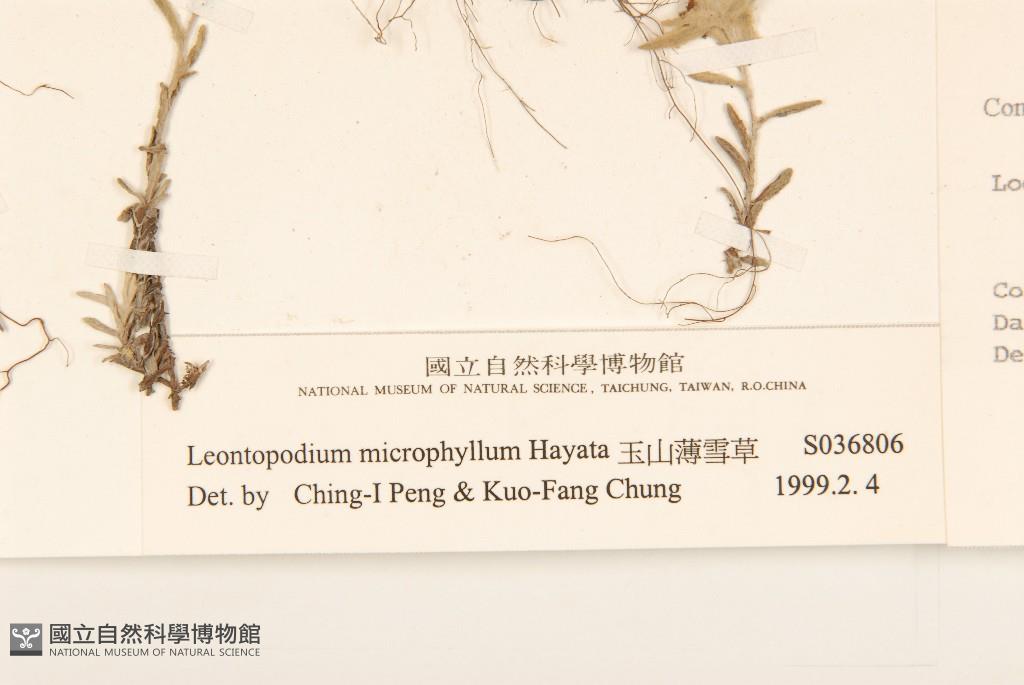 國立自然科學博物館
NATIONAL MUSEUM OF NATURAL SCIENCE, TAICHUNG, TAIWAN, R.O.CHINA
Leontopodium microphyllum Hayata 玉山薄雪草 S036806
Det. by Ching-I Peng & Kuo-Fang Chung 1999.2. 4
國立自然科學博物館
NATIONAL MUSEUM OF NATURAL SCIENCE